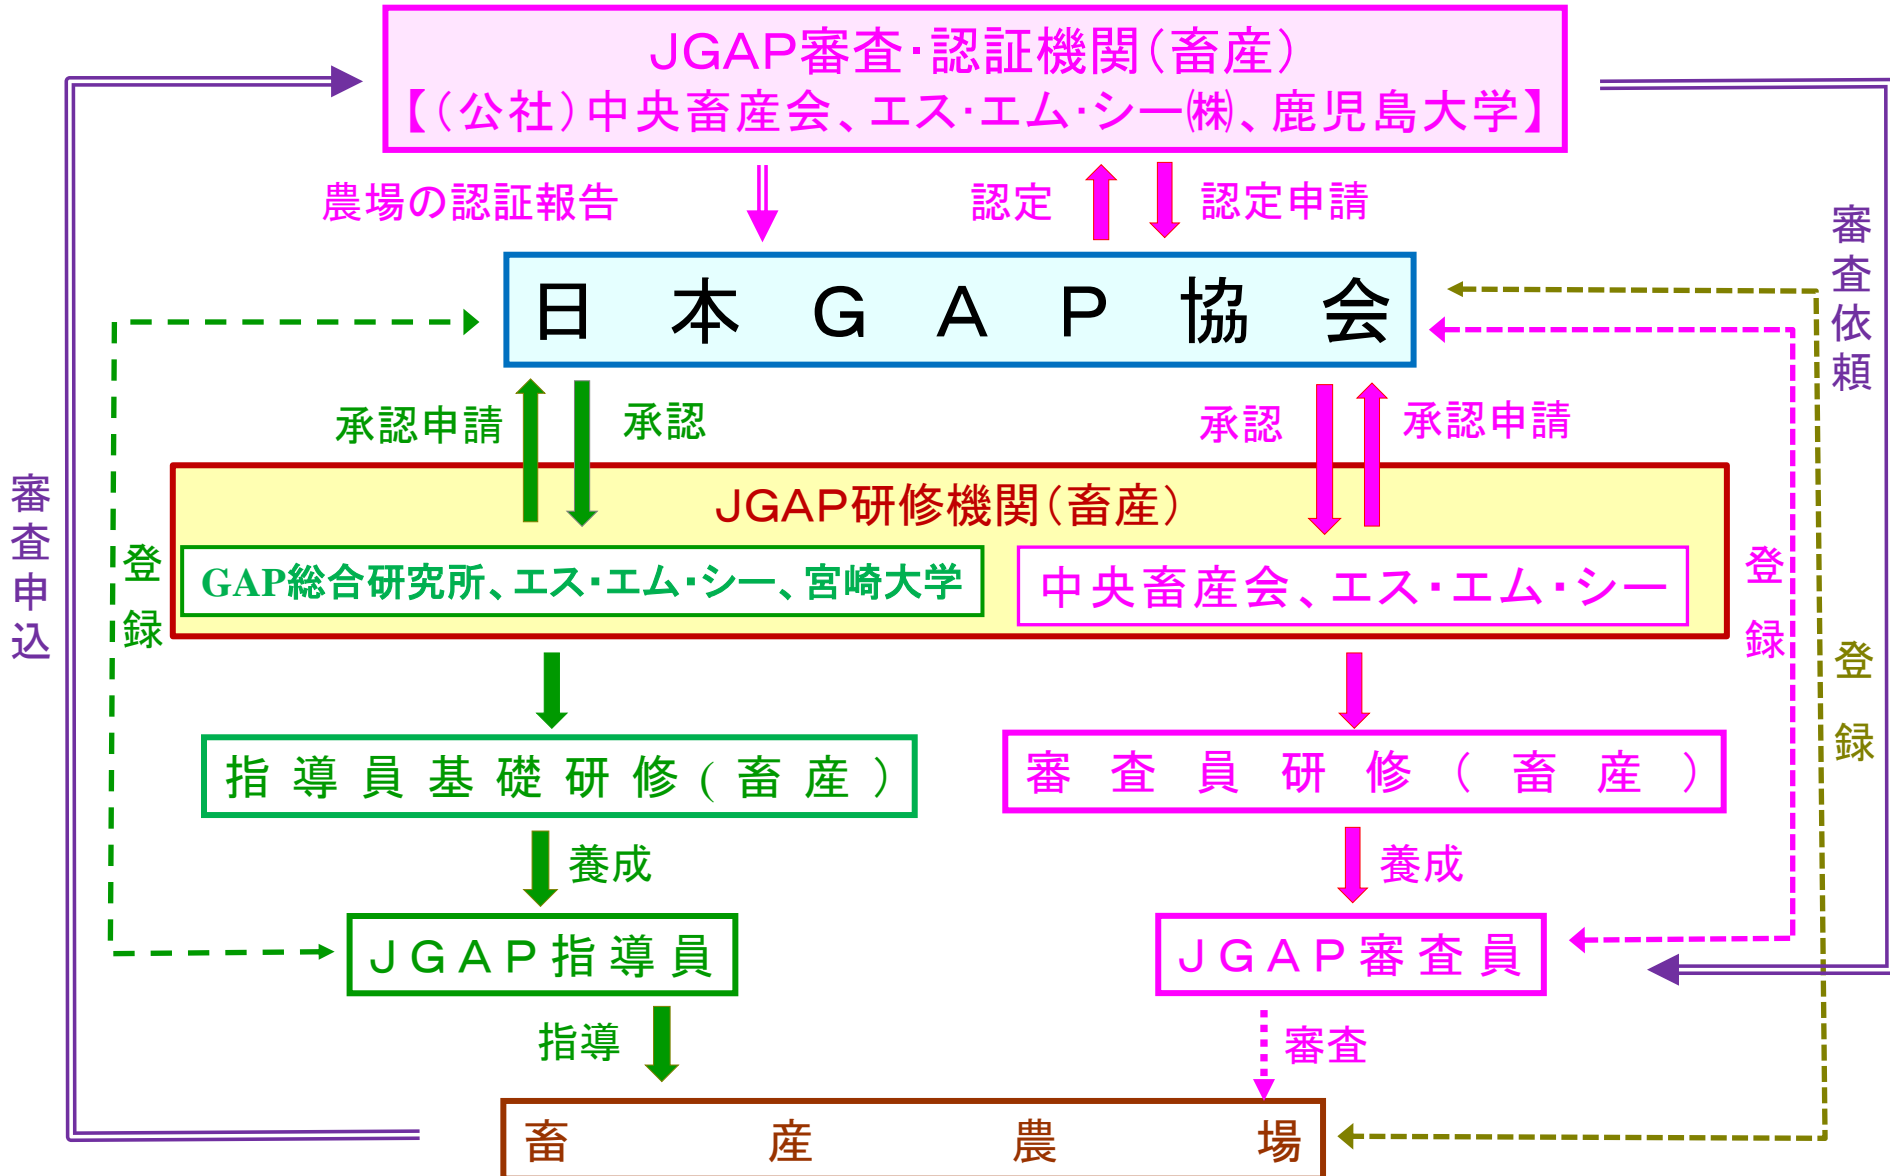 JGAP審査・認証機関(畜産)
【(公社)中央畜産会、エス・エム・シー㈱、鹿児島大学】
農場の認証報告
認定
認定申請
審査依頼
日本GAP協会
承認申請
承認
承認
承認申請
審査申込
JGAP研修機関(畜産)
登録
GAP総合研究所、エス・エム・シー、宮崎大学
中央畜産会、エス・エム・シー
登録
登録
指導員基礎研修(畜産)
審査員研修(畜産)
養成
養成
JGAP指導員
JGAP審査員
指導
審査
畜産農場